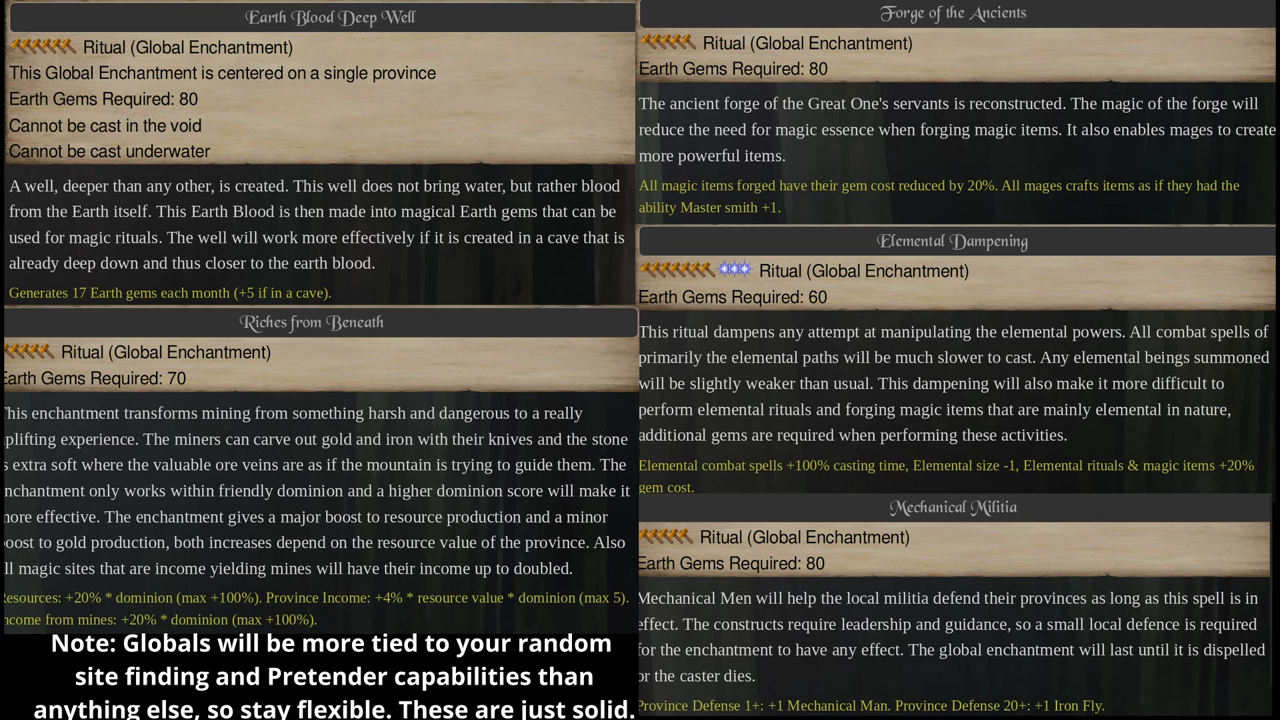 Earth Blood Deep Well
Ritual (Global Enchantment)
This Global Enchantment is centered on a single province
Earth Gems Required: 80
Cannot be cast in the void
Cannot be cast underwater
A well, deeper than any other, is created. This well does not bring water, but rather blood
from the Earth itself. This Earth Blood is then made into magical Earth gems that can be
used for magic rituals. The well will work more effectively if it is created in a cave that is
already deep down and thus closer to the earth blood.
Generates 17 Earth gems each month (+5 if in a cave).
Riches from Beneath
Ritual (Global Enchantment)
Earth Gems Required: 70
This enchantment transforms mining from something harsh and dangerous to a really
plifting experience. The miners can carve out gold and iron with their knives and the stone
s extra soft where the valuable ore veins are as if the mountain is trying to guide them. The
nchantment only works within friendly dominion and a higher dominion score will make it
more effective. The enchantment gives a major boost to resource production and a minor
oost to gold production, both increases depend on the resource value of the province. Also
ll magic sites that are income yielding mines will have their income up to doubled.
esources: +20% * dominion (max +100%). Province Income: +4% * resource value * dominion (max 5).
ncome from mines: +20% * dominion (max +100%).
Note: Globals will be more tied to your random
site finding and Pretender capabilities than
anything else, so stay flexible. These are just solid.
Forge of the Ancients
Ritual (Global Enchantment)
Earth Gems Required: 80
The ancient forge of the Great One's servants is reconstructed. The magic of the forge will
reduce the need for magic essence when forging magic items. It also enables mages to create
more powerful items.
All magic items forged have their gem cost reduced by 20%. All mages crafts items as if they had the
ability Master smith +1.
Elemental Dampening
Ritual (Global Enchantment)
Earth Gems Required: 60
This ritual dampens any attempt at manipulating the elemental powers. All combat spells of
primarily the elemental paths will be much slower to cast. Any elemental beings summoned
will be slightly weaker than usual. This dampening will also make it more difficult to
perform elemental rituals and forging magic items that are mainly elemental in nature,
additional gems are required when performing these activities.
Elemental combat spells +100% casting time, Elemental size -1, Elemental rituals & magic items +20%
gem cost.
Mechanical Militia
Ritual (Global Enchantment)
Earth Gems Required: 80
Mechanical Men will help the local militia defend their provinces as long as this spell is in
effect. The constructs require leadership and guidance, so a small local defence is required
for the enchantment to have any effect. The global enchantment will last until it is dispelled
or the caster dies.
Province Defense 1+: +1 Mechanical Man. Province Defense 20+: +1 Iron Fly.